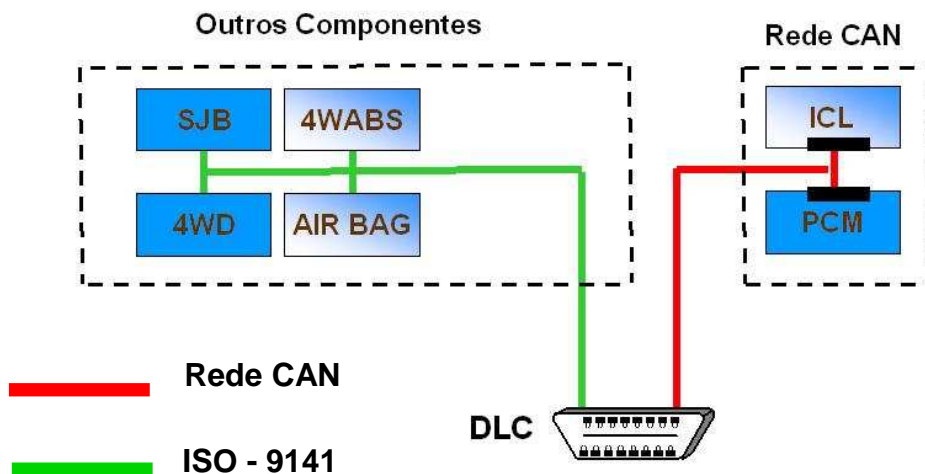 Outros Componentes
Rede CAN
SJB
4WABS
ICL
4WD
AIR BAG
PCM
Rede CAN
DLC
ISO - 9141